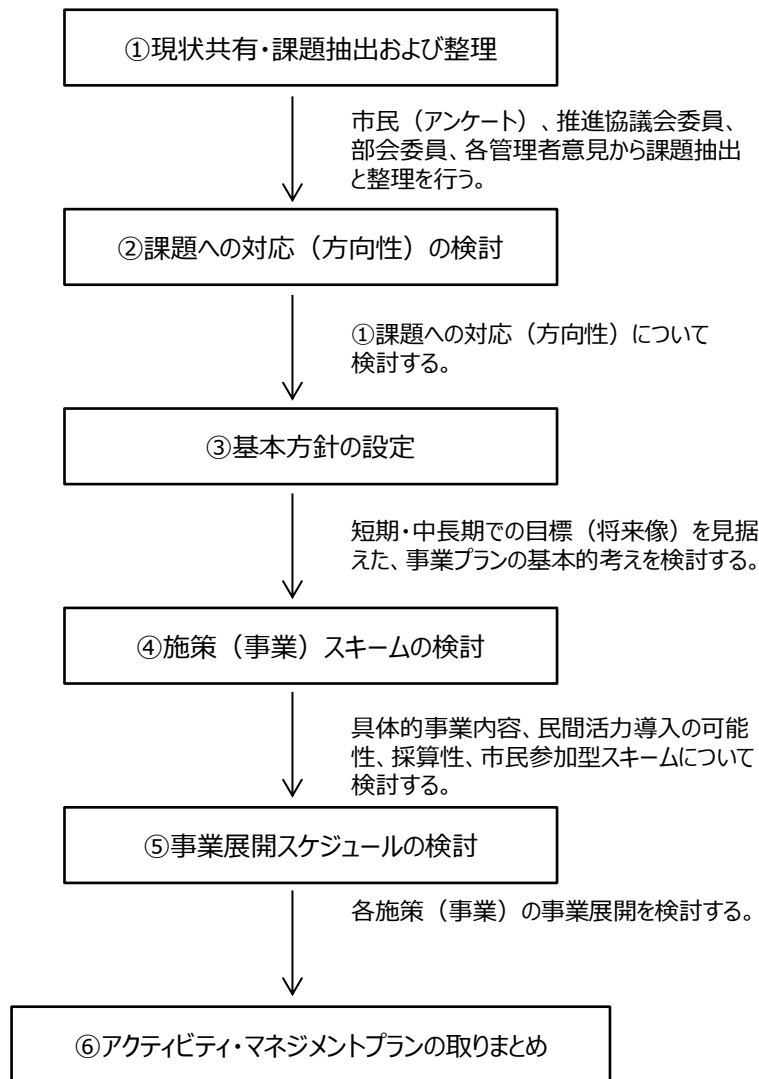 ①現状共有・課題抽出および整理
市民（アンケート）、推進協議会委員、
部会委員、各管理者意見から課題抽出
と整理を行う。
②課題への対応（方向性）の検討
①課題への対応（方向性）について
検討する。
③基本方針の設定
短期・中長期での目標（将来像）を見据
えた、事業プランの基本的考えを検討する。
④施策（事業）スキームの検討
具体的事業内容、民間活力導入の可能
性、採算性、市民参加型スキームについて
検討する。
⑤事業展開スケジュールの検討
各施策（事業）の事業展開を検討する。
⑥アクティビティ・マネジメントプランの取りまとめ